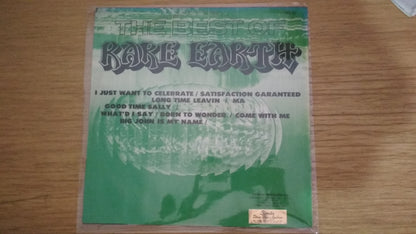 THE BEST OF
RARE EARTH
I JUST WANT TO CELEBRATE / SATISFACTION GARANTEED
LONG TIME LEAVIN / MA
GOOD TIME SALLY /
WHAT'D I SAY / BORN TO WONDER / COME WITH ME
BIG JOHN IS MY NAME /